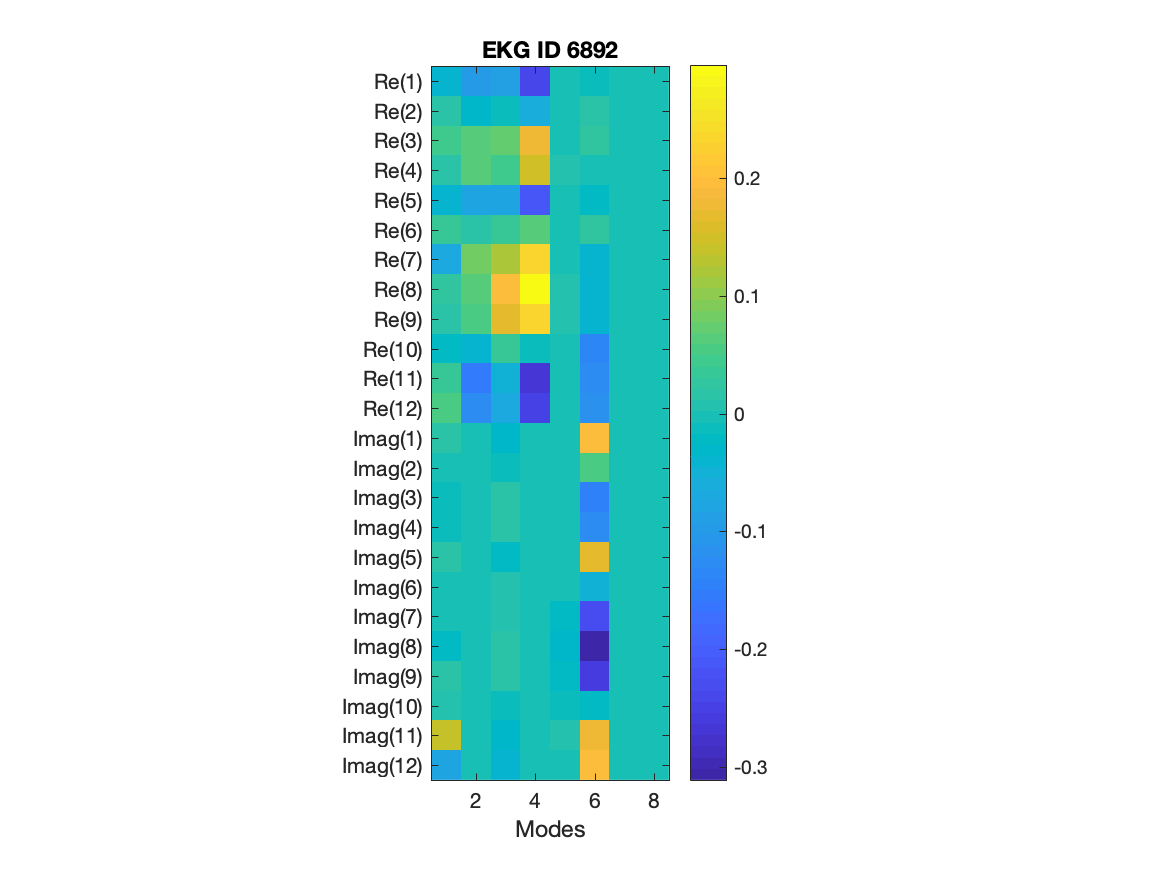 EKG ID 6892
Re(1)
Re(2)
Re(3)
Re(4)
Re(5)
Re(6)
Re(7)
Re(8)
Re(9)
Re(10)
Re(11)
Re(12)
Imag(1)
Imag(2)
Imag(3)
Imag(4)
Imag(5)
Imag(6)
Imag(7)
Imag(8)
Imag(9)
Imag(10)
Imag(11)
Imag(12)
2 4 6 8
Modes
0.2
0.1
0
-0.1
-0.2
-0.3